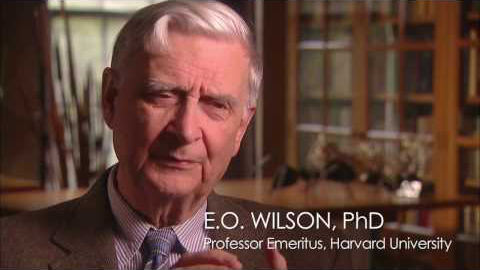 E.O. WILSON, PhD
Professor Emeritus, Harvard University